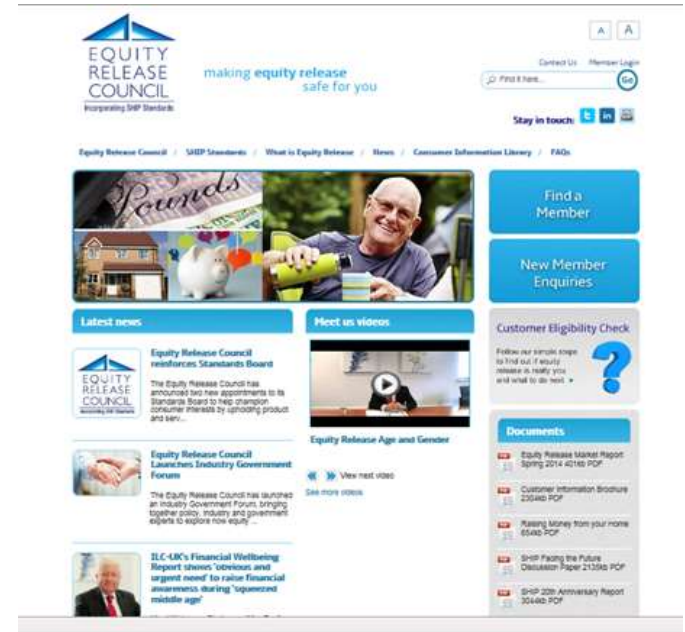 A A
EQUITY
RELEASE
COUNCIL
Incorporating SHIP Standards
making equity release
safe for you
Contact Us Member Login
Find it here...
Go
Stay in touch:
Equity Release Council / SHIP Standards / What is Equity Release / News / Consumer Information Library / FAQs
Pounds
Find a
Member
New Member
Enquiries
Latest news
EQUITY
RELEASE
COUNCIL
Incorporating SHIP Standards
Equity Release Council
reinforces Standards Board
The Equity Release Council has
announced two new appointments to its
Standards Board to help champion
consumer interests by upholding product
and serv...
Equity Release Council
Launches Industry Government
Forum
The Equity Release Council has launched
an Industry Government Forum, bringing
together policy, industry and government
experts to explore how equity ...
ILC-UK's Financial Wellbeing
Report shows 'obvious and
urgent need' to raise financial
awareness during 'squeezed
middle age'
Meet us videos
Equity Release Age and Gender
View next video
See more videos
Customer Eligibility Check
Follow our simple steps
to find out if equity
release is really you
and what to do next
Documents
Equity Release Market Report
Spring 2014 401kb PDF
Customer Information Brochure
2304kb PDF
Raising Money from your home
654kb PDF
SHIP Facing the Future
Discussion Paper 2135kb PDF
SHIP 20th Anniversary Report
3044kb PDF